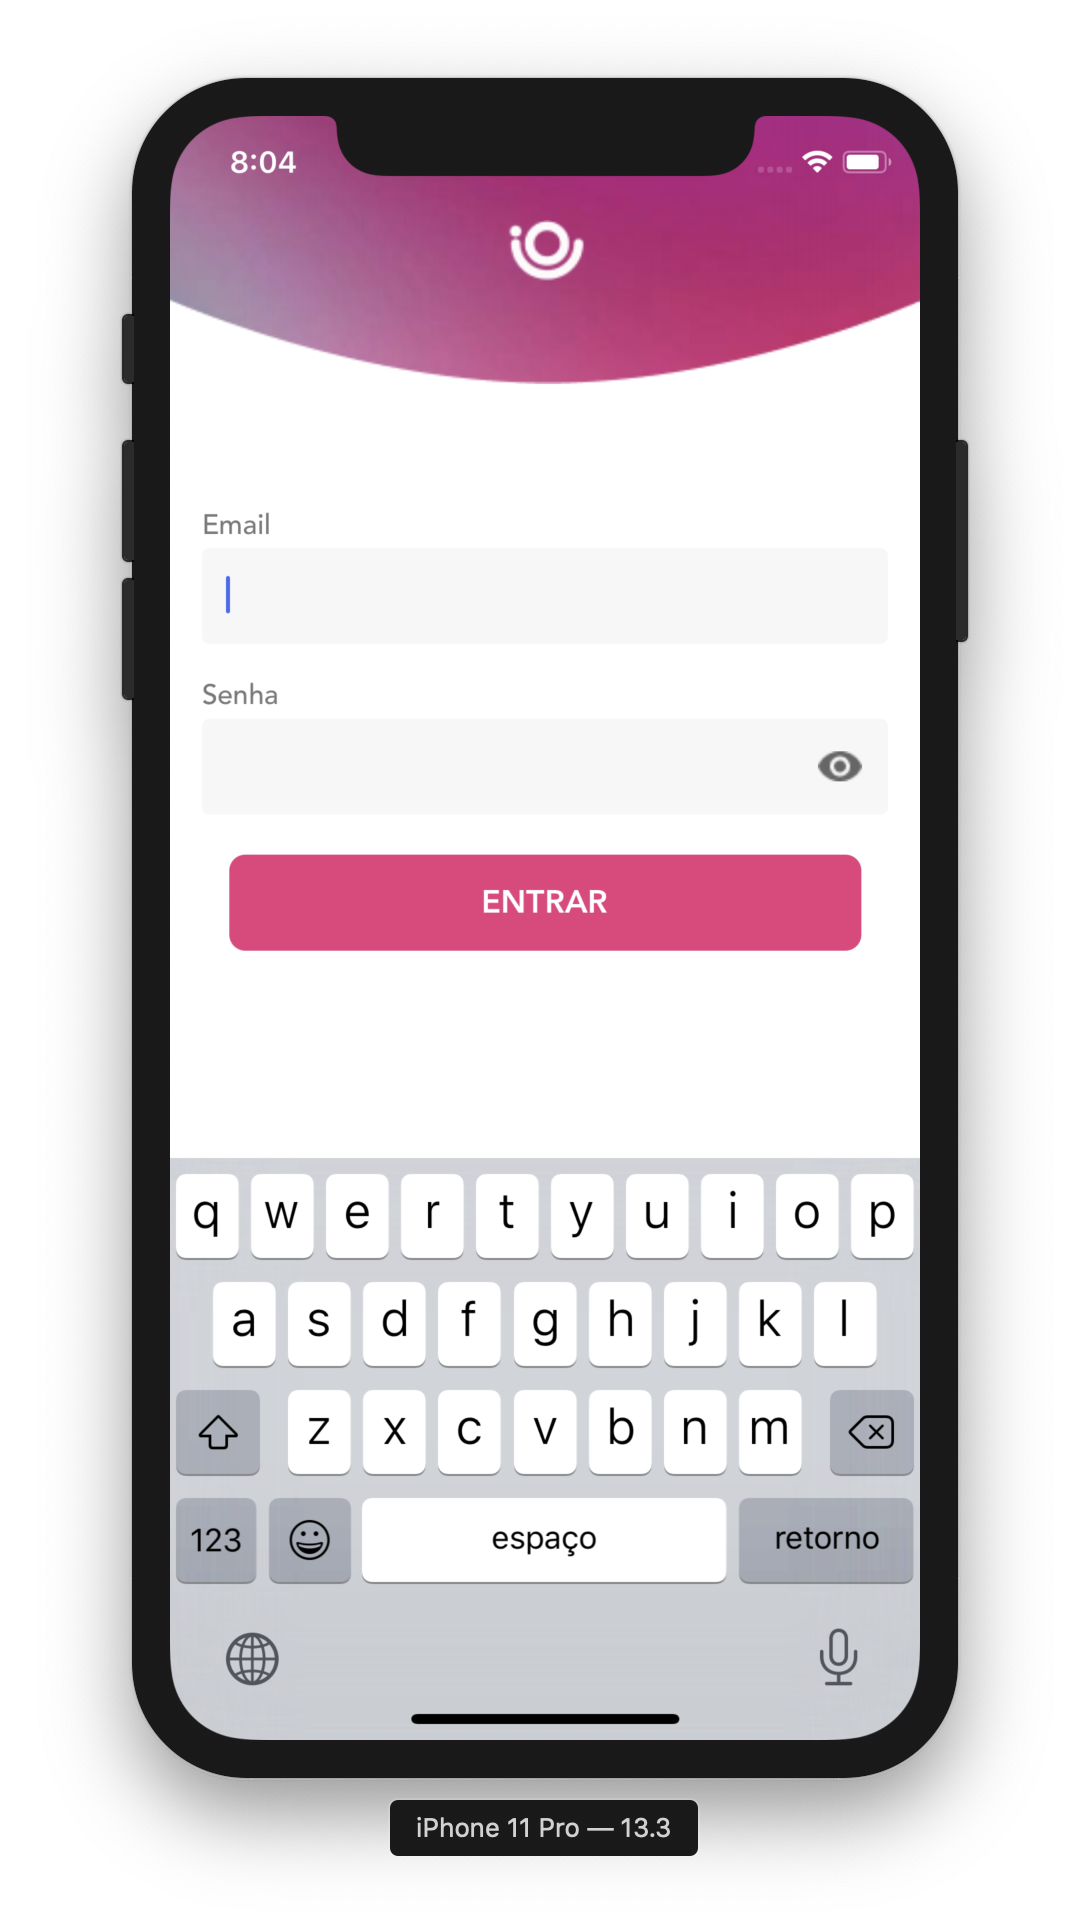 8:04
Email
Senha
ENTRAR
q w e r t y u i o p
a s d f g h j k l
z x c v b n m
123 espaço retorno
iPhone 11 Pro — 13.3